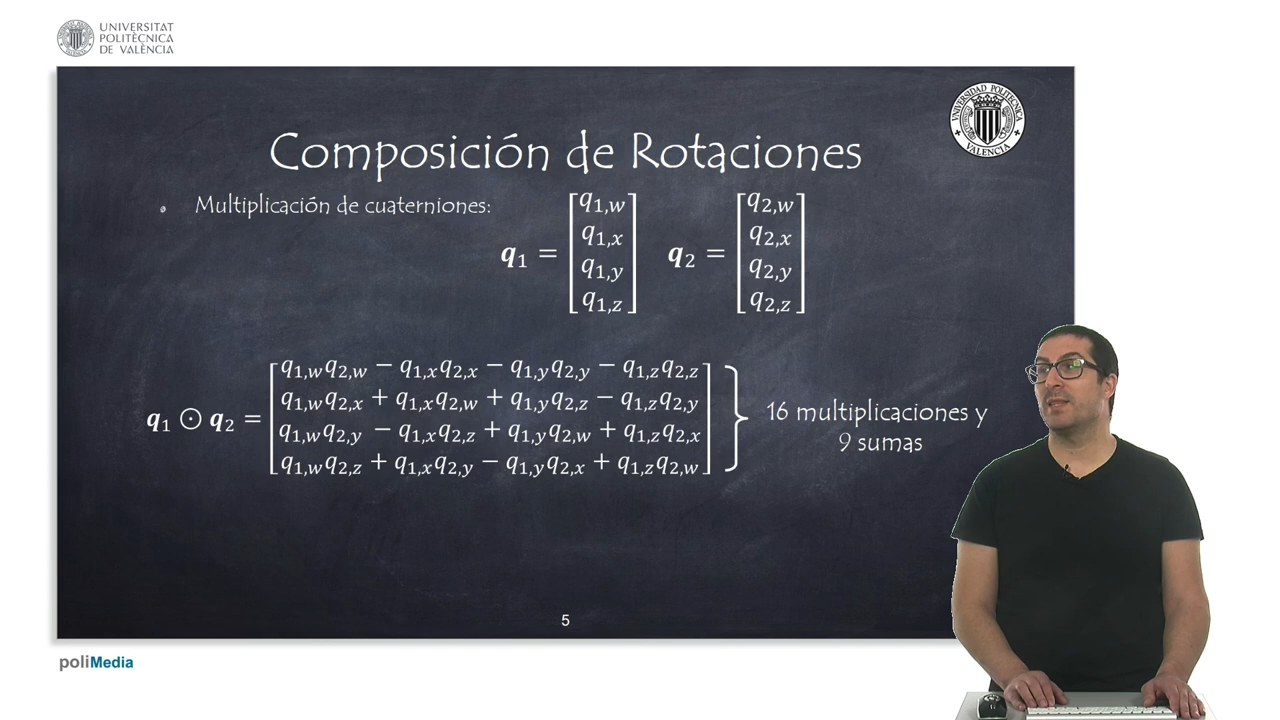 UNIVERSITAT
POLITÈCNICA
DE VALÈNCIA
UNIVERSIDAD POLITECNICA
VALENCIA
Composición de Rotaciones
• Multiplicación de cuaterniones:
𝒒₁ = [q₁,w q₁,x q₁,y q₁,z] 𝒒₂ = [q₂,w q₂,x q₂,y q₂,z]
q₁,wq₂,w − q₁,xq₂,x − q₁,yq₂,y − q₁,zq₂,z
q₁,wq₂,x + q₁,xq₂,w + q₁,yq₂,z − q₁,zq₂,y
𝒒₁ ⊙ 𝒒₂ =
q₁,wq₂,y − q₁,xq₂,z + q₁,yq₂,w + q₁,zq₂,x
q₁,wq₂,z + q₁,xq₂,y − q₁,yq₂,x + q₁,zq₂,w
16 multiplicaciones y
9 sumas
5
poliMedia